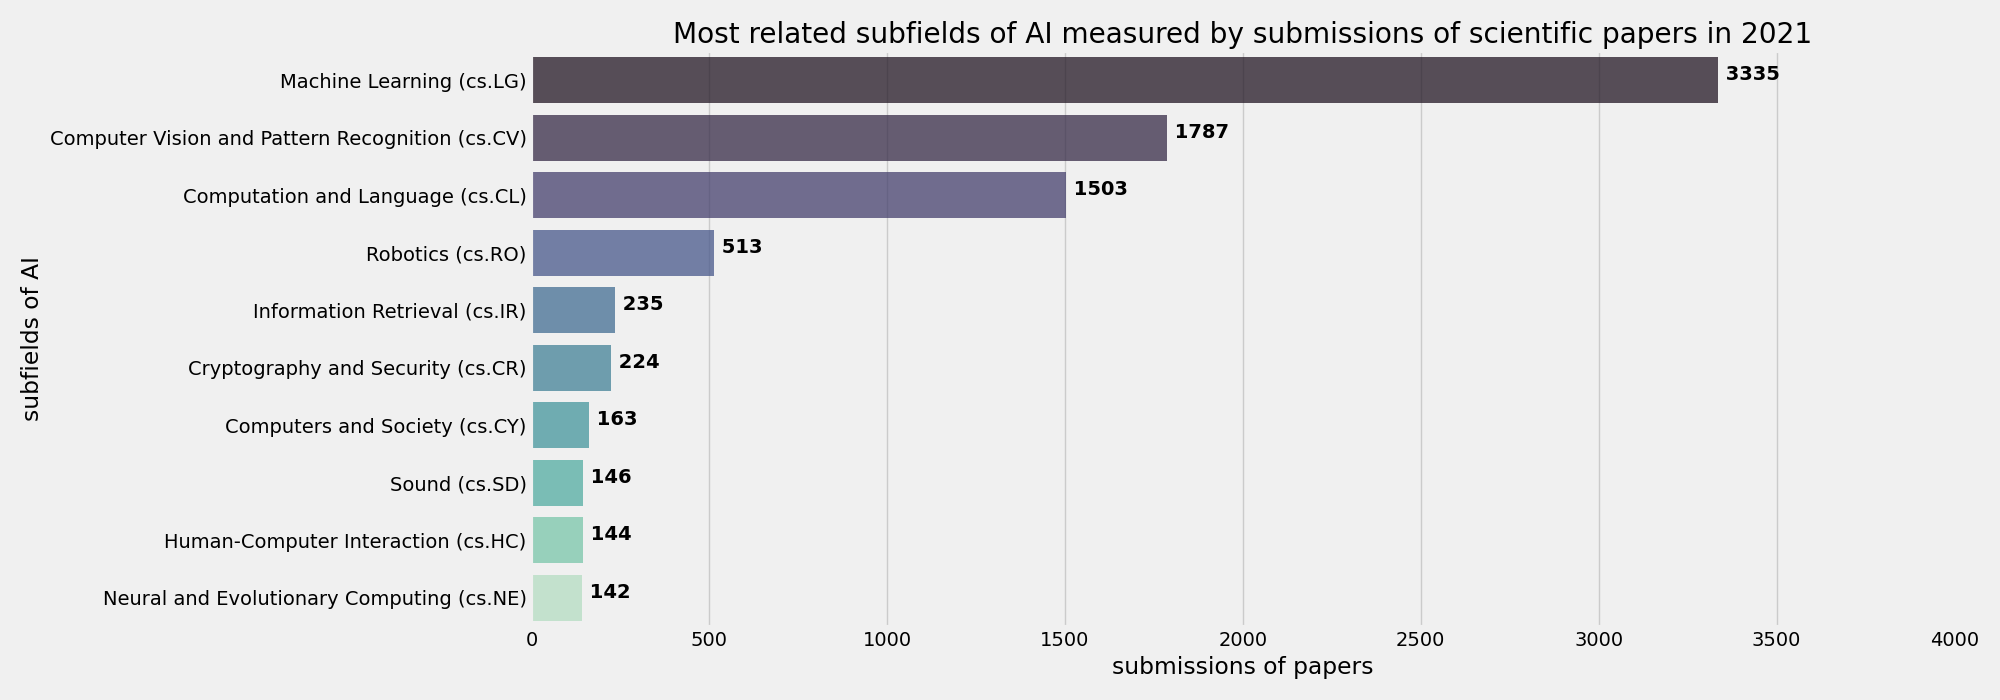 Most related subfields of AI measured by submissions of scientific papers in 2021
Machine Learning (cs.LG) 3335
Computer Vision and Pattern Recognition (cs.CV) 1787
Computation and Language (cs.CL) 1503
Robotics (cs.RO) 513
Information Retrieval (cs.IR) 235
Cryptography and Security (cs.CR) 224
Computers and Society (cs.CY) 163
Sound (cs.SD) 146
Human-Computer Interaction (cs.HC) 144
Neural and Evolutionary Computing (cs.NE) 142
subfields of AI
0 500 1000 1500 2000 2500 3000 3500 4000
submissions of papers